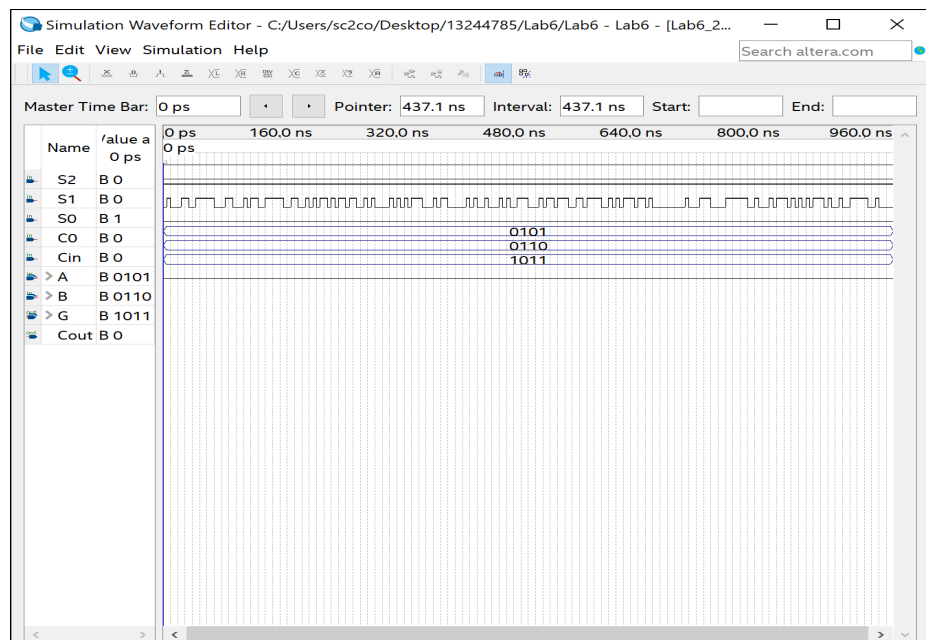 Simulation Waveform Editor - C:/Users/sc2co/Desktop/13244785/Lab6/Lab6 - Lab6 - [Lab6_2...
File Edit View Simulation Help
Search altera.com
Master Time Bar: 0 ps Pointer: 437.1 ns Interval: 437.1 ns Start: End:
Name /alue a 0 ps
0 ps 160,0 ns 320,0 ns 480,0 ns 640,0 ns 800,0 ns 960.0 ns
0 ps
S2 B 0
S1 B 0
S0 B 1
C0 B 0
Cin B 0
> A B 0101
> B B 0110
> G B 1011
Cout B 0
0101
0110
1011